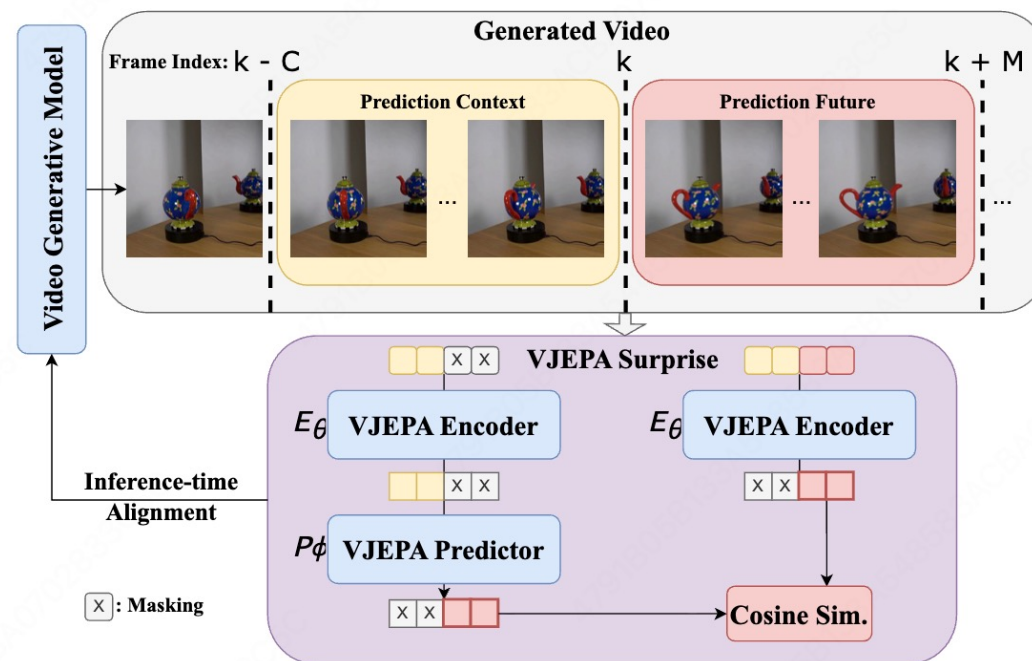 Video Generative Model
Generated Video
Frame Index: k - C
k
k + M
Prediction Context
Prediction Future
...
...
...
VJEPA Surprise
X X
Eθ VJEPA Encoder
Eθ VJEPA Encoder
X X
X X
Inference-time
Alignment
Pϕ VJEPA Predictor
X : Masking
X X
Cosine Sim.